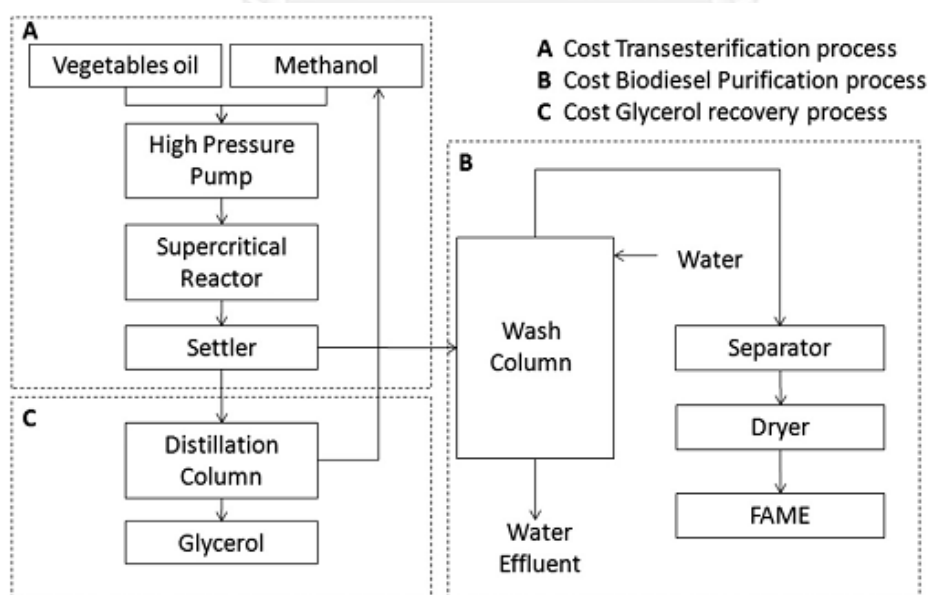 A
Vegetables oil
Methanol
High Pressure
Pump
Supercritical
Reactor
Settler
C
Distillation
Column
Glycerol
A Cost Transesterification process
B Cost Biodiesel Purification process
C Cost Glycerol recovery process
B
Wash
Column
Water
Separator
Dryer
FAME
Water
Effluent